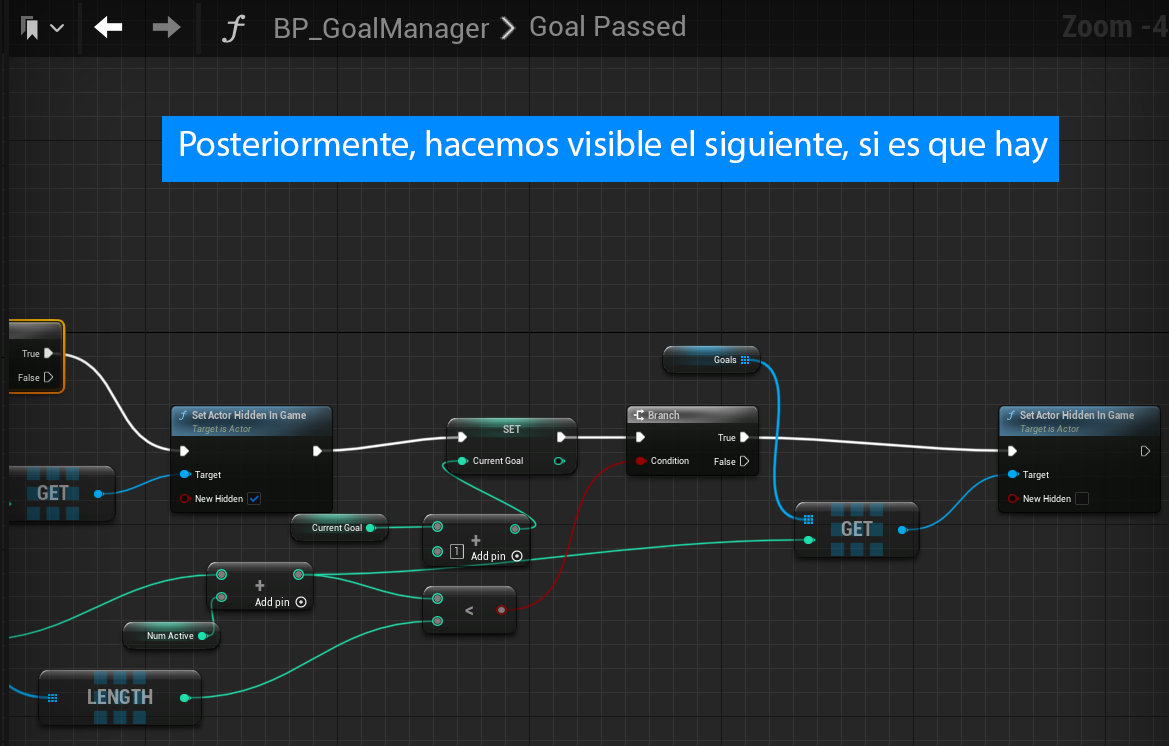 BP_GoalManager > Goal Passed
Zoom -4
Posteriormente, hacemos visible el siguiente, si es que hay
True
False
GET
Set Actor Hidden In Game
Target is Actor
Target
New Hidden
SET
Current Goal
Current Goal
1
+
Add pin
+
Add pin
Num Active
<
LENGTH
Goals
Branch
True
Condition
False
GET
Set Actor Hidden In Game
Target is Actor
Target
New Hidden